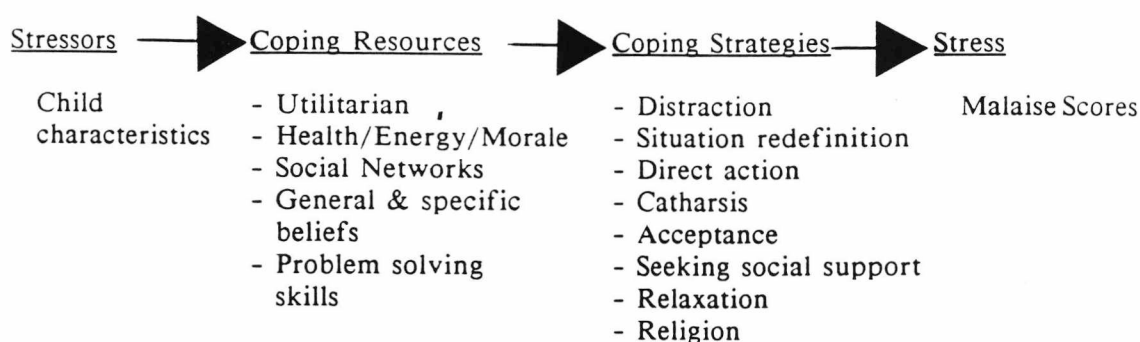 Stressors
Coping Resources
Coping Strategies
Stress
Child
characteristics
- Utilitarian
- Health/Energy/Morale
- Social Networks
- General & specific
beliefs
- Problem solving
skills
- Distraction
- Situation redefinition
- Direct action
- Catharsis
- Acceptance
- Seeking social support
- Relaxation
- Religion
Malaise Scores